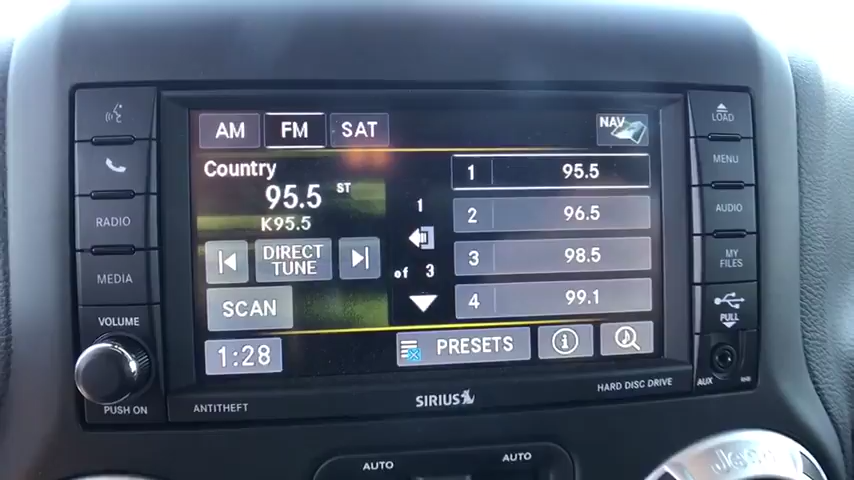 AM FM SAT NAV
Country
95.5 ST
K95.5
DIRECT
TUNE
SCAN
1:28
1
of 3
1 95.5
2 96.5
3 98.5
4 99.1
PRESETS
RADIO
MEDIA
VOLUME
PUSH ON
LOAD
MENU
AUDIO
MY
FILES
PULL
AUX
ANTITHEFT
SIRIUS
HARD DISC DRIVE
AUTO
AUTO
Jeep